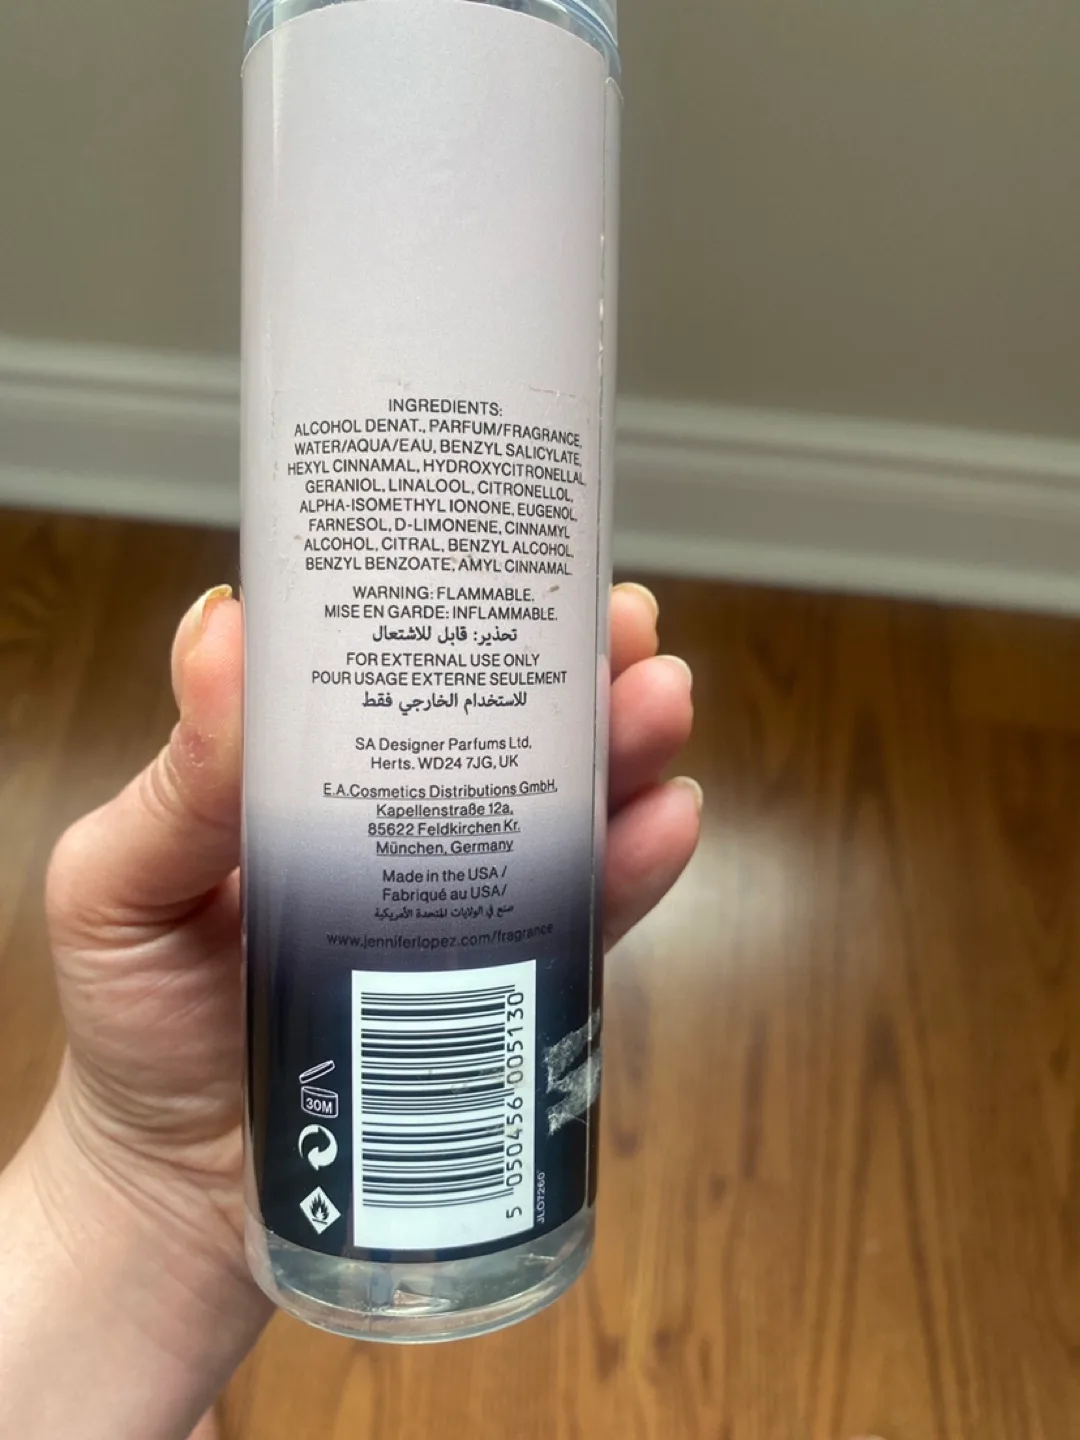 INGREDIENTS:
ALCOHOL DENAT., PARFUM/FRAGRANCE,
WATER/AQUA/EAU, BENZYL SALICYLATE,
HEXYL CINNAMAL, HYDROXYCITRONELLAL,
GERANIOL, LINALOOL, CITRONELLOL,
ALPHA-ISOMETHYL IONONE, EUGENOL,
FARNESOL, D-LIMONENE, CINNAMYL
ALCOHOL, CITRAL, BENZYL ALCOHOL,
BENZYL BENZOATE, AMYL CINNAMAL.
WARNING: FLAMMABLE.
MISE EN GARDE: INFLAMMABLE.
تحذير: قابل للاشتعال
FOR EXTERNAL USE ONLY
POUR USAGE EXTERNE SEULEMENT
للاستخدام الخارجي فقط
SA Designer Parfums Ltd,
Herts. WD24 7JG, UK
E.A.Cosmetics Distributions GmbH,
Kapellenstraße 12a,
85622 Feldkirchen Kr.
München, Germany
Made in the USA /
Fabriqué au USA/
صنع في الولايات المتحدة الأمريكية
www.jenniferlopez.com/fragrance
30M
5 050456 005130
JLO7260